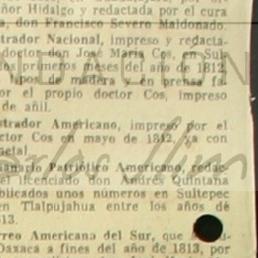 ñor Hidalgo y redactada por el cura
, don Francisco Severo Maldonado.
trador Nacional, impreso y redacta-
doctor don José María Cos, en Sul-
os primeros meses del año de 1812,
tipos de madera y en prensa fa-
or el propio doctor Cos, impreso
de añil.
strador Americano, impreso por el
ctor Cos en mayo de 1812, ya con
metal.
manario Patriótico Americano, redac-
el licenciado don Andrés Quintana
ublicados unos números en Sultepec
en Tlalpujahua entre los años de
813.
rreo Americano del Sur, que
Oaxaca a fines del año de 1813, por